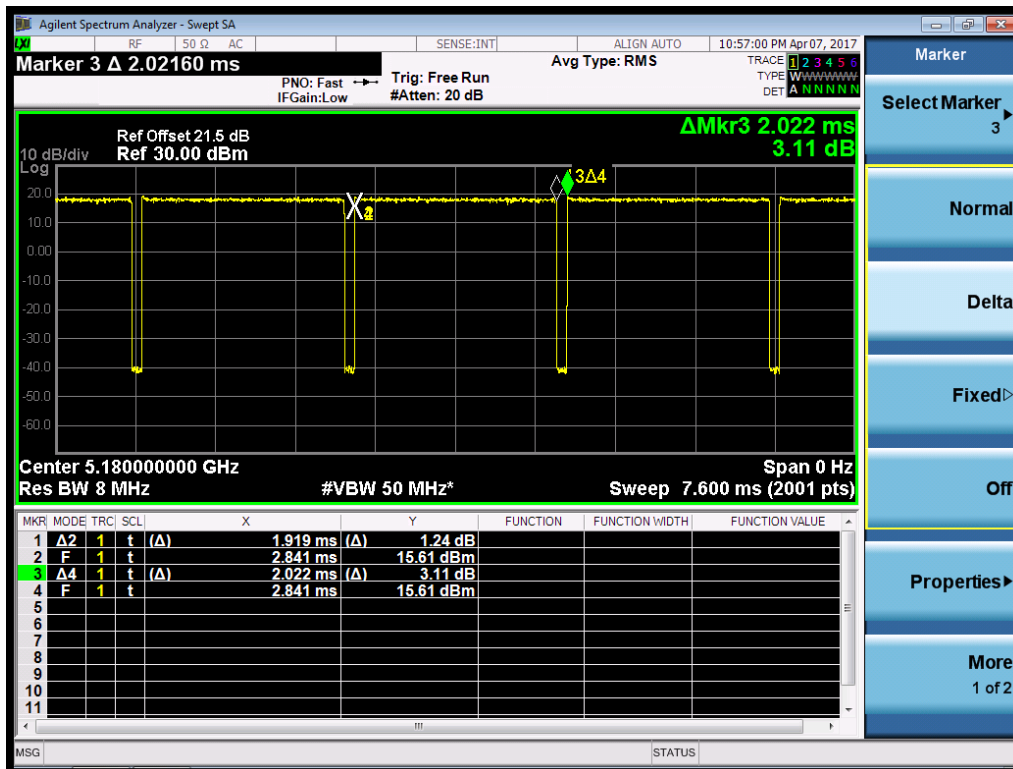 Agilent Spectrum Analyzer - Swept SA
LXI RF 50 Ω AC SENSE:INT ALIGN AUTO 10:57:00 PM Apr 07, 2017
Marker 3 Δ 2.02160 ms
PNO: Fast
IFGain:Low
Trig: Free Run
#Atten: 20 dB
Avg Type: RMS
TRACE 1 2 3 4 5 6
TYPE W W W W W W
DET A N N N N N
Ref Offset 21.5 dB
10 dB/div Ref 30.00 dBm
Log
ΔMkr3 2.022 ms
3.11 dB
20.0
10.0
0.00
-10.0
-20.0
-30.0
-40.0
-50.0
-60.0
3Δ4
Center 5.180000000 GHz Span 0 Hz
Res BW 8 MHz #VBW 50 MHz* Sweep 7.600 ms (2001 pts)
MKR MODE TRC SCL X Y FUNCTION FUNCTION WIDTH FUNCTION VALUE
1 Δ2 1 t (Δ) 1.919 ms (Δ) 1.24 dB
2 F 1 t 2.841 ms 15.61 dBm
3 Δ4 1 t (Δ) 2.022 ms (Δ) 3.11 dB
4 F 1 t 2.841 ms 15.61 dBm
5
6
7
8
9
10
11
MSG STATUS
Marker
Select Marker
3
Normal
Delta
Fixed
Off
Properties
More
1 of 2